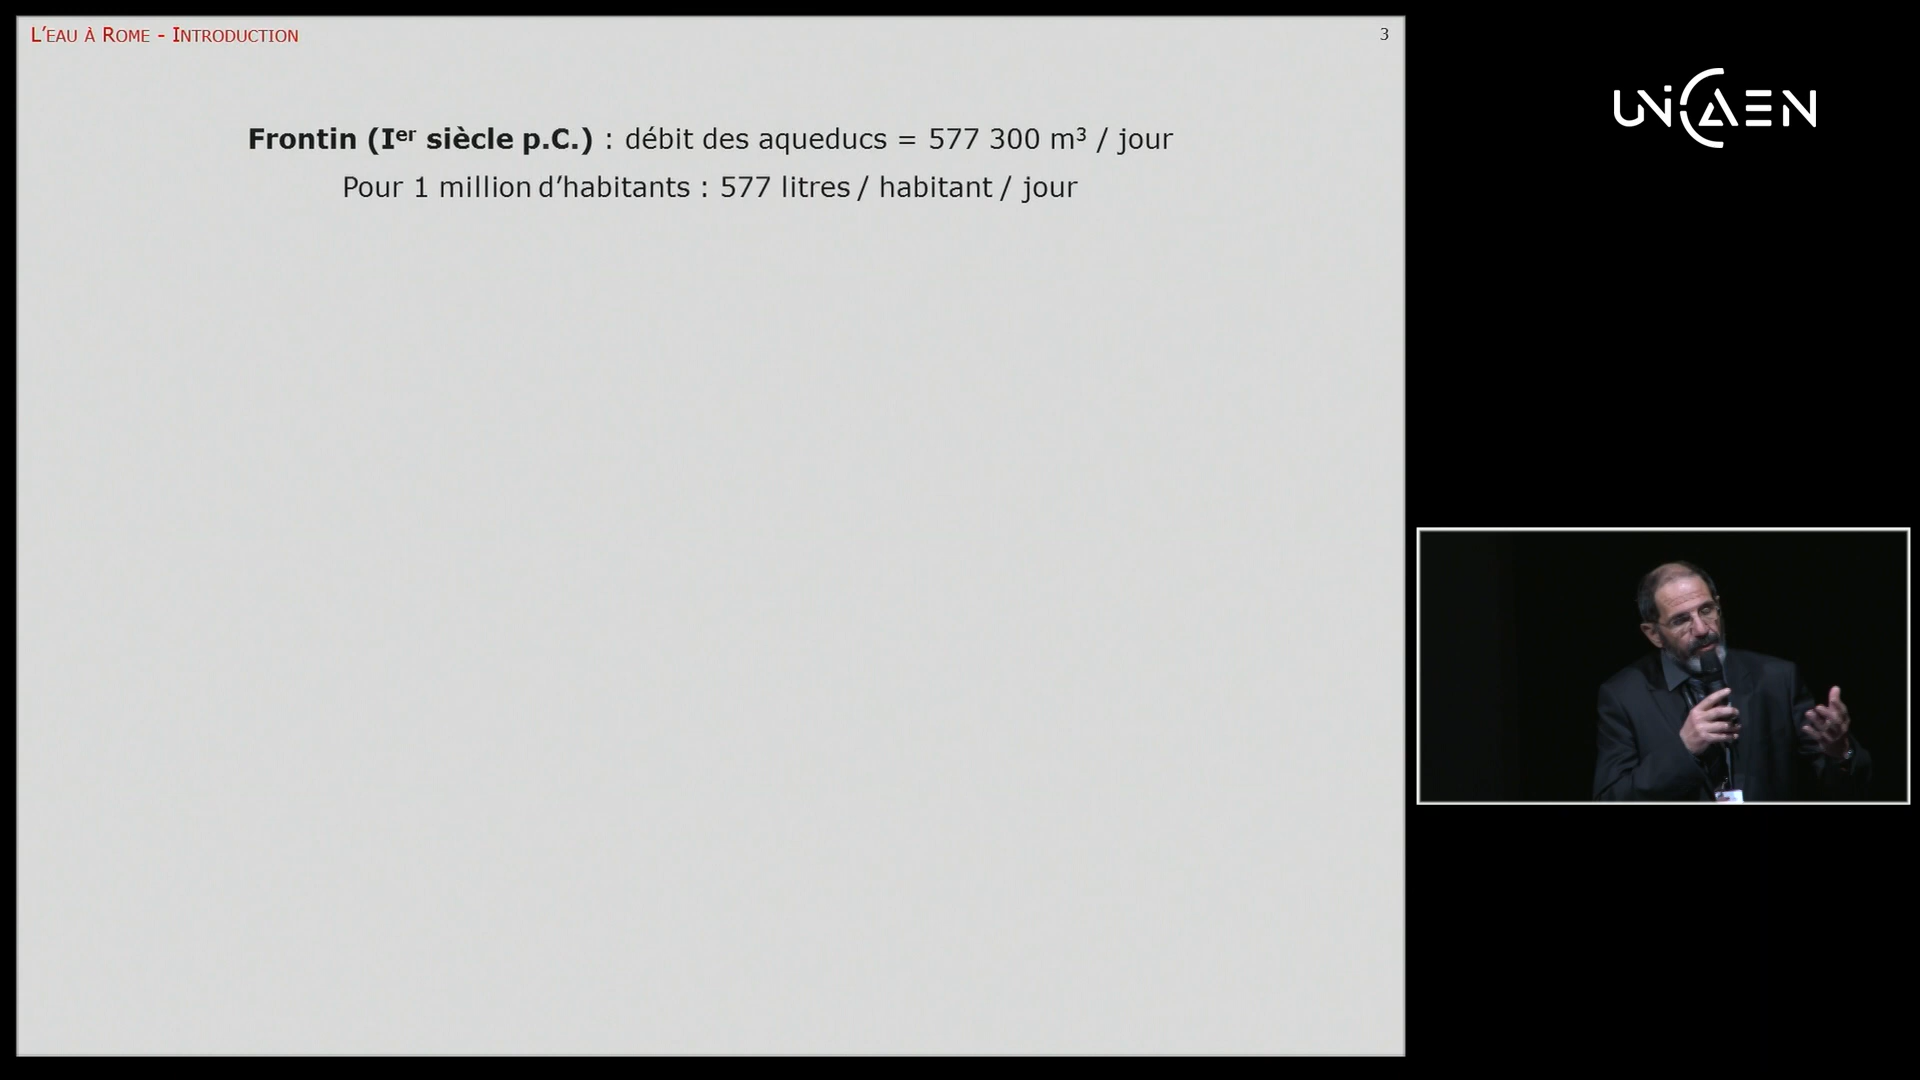 L'EAU À ROME - INTRODUCTION
3
Frontin (Iᵉʳ siècle p.C.) : débit des aqueducs = 577 300 m³ / jour
Pour 1 million d'habitants : 577 litres / habitant / jour
UNICAEN